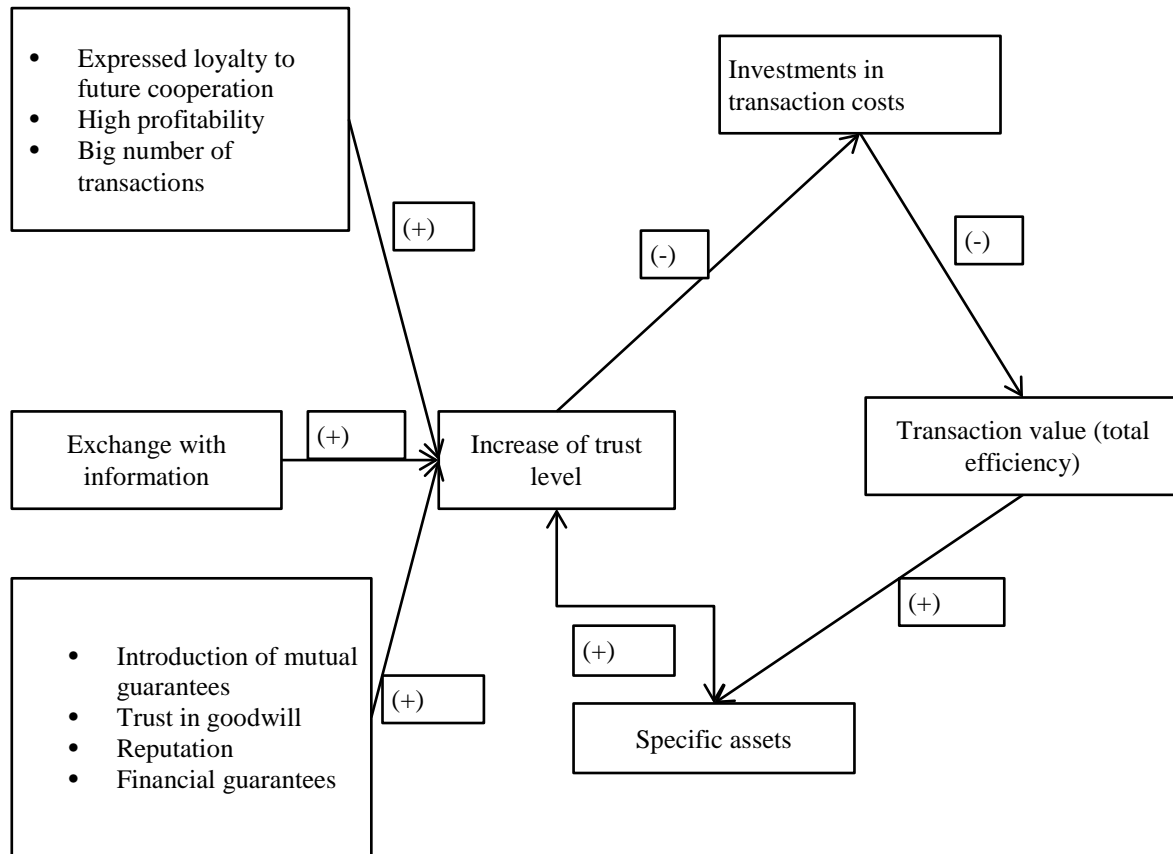 • Expressed loyalty to
future cooperation
• High profitability
• Big number of
transactions
Investments in
transaction costs
(+)
(-)
(-)
Exchange with
information
(+)
Increase of trust
level
Transaction value (total
efficiency)
(+)
(+)
• Introduction of mutual
guarantees
• Trust in goodwill
• Reputation
• Financial guarantees
(+)
Specific assets